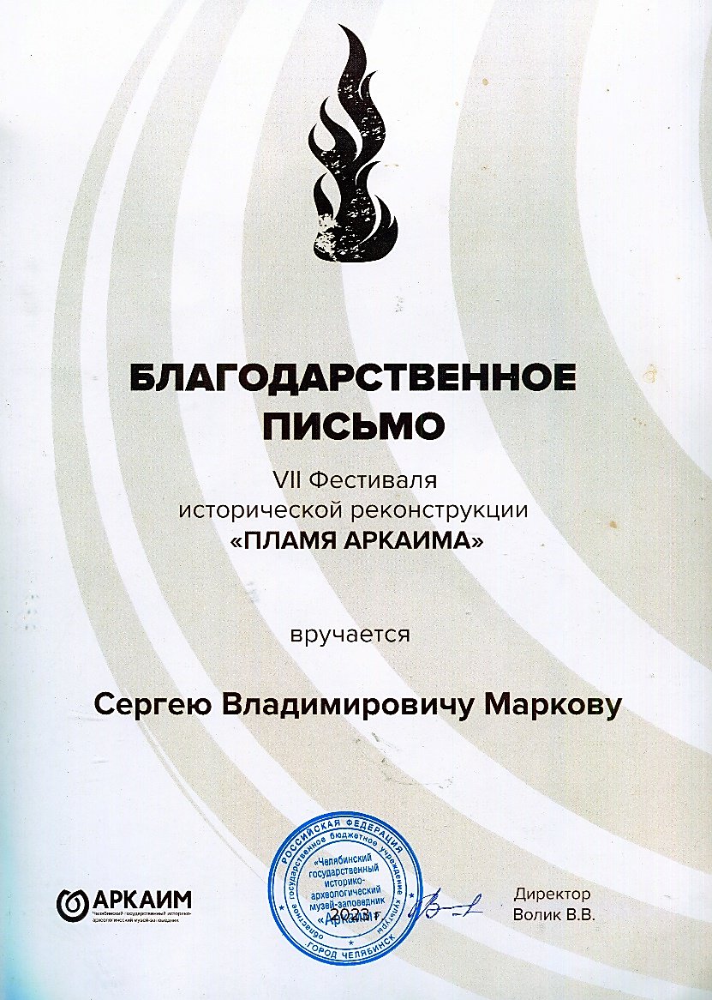 БЛАГОДАРСТВЕННОЕ
ПИСЬМО
VII Фестиваля
исторической реконструкции
«ПЛАМЯ АРКАИМА»
вручается
Сергею Владимировичу Маркову
РОССИЙСКАЯ ФЕДЕРАЦИЯ
областное государственное бюджетное учреждение культуры
«Челябинский
государственный
историко-
археологический
музей-заповедник
«Аркаим»
2023 г
ГОРОД ЧЕЛЯБИНСК
АРКАИМ
Челябинский государственный историко-
археологический музей-заповедник
Директор
Волик В.В.